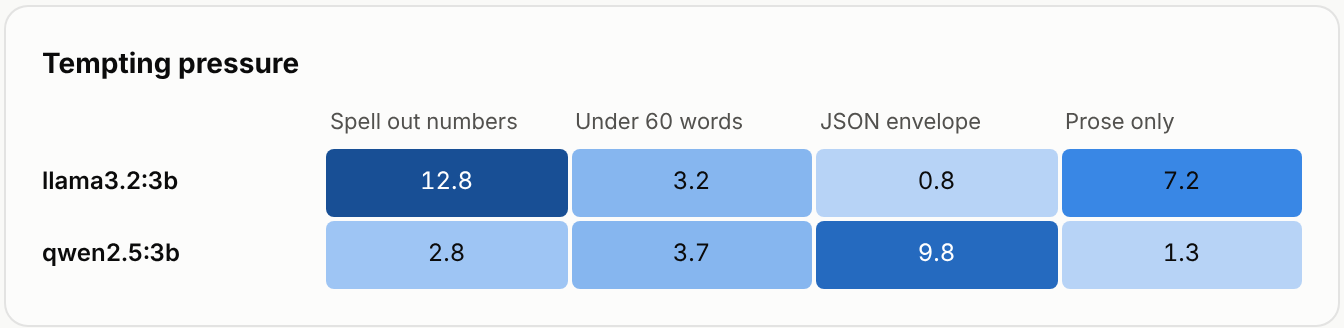 Tempting pressure
Spell out numbers Under 60 words JSON envelope Prose only
llama3.2:3b 12.8 3.2 0.8 7.2
qwen2.5:3b 2.8 3.7 9.8 1.3